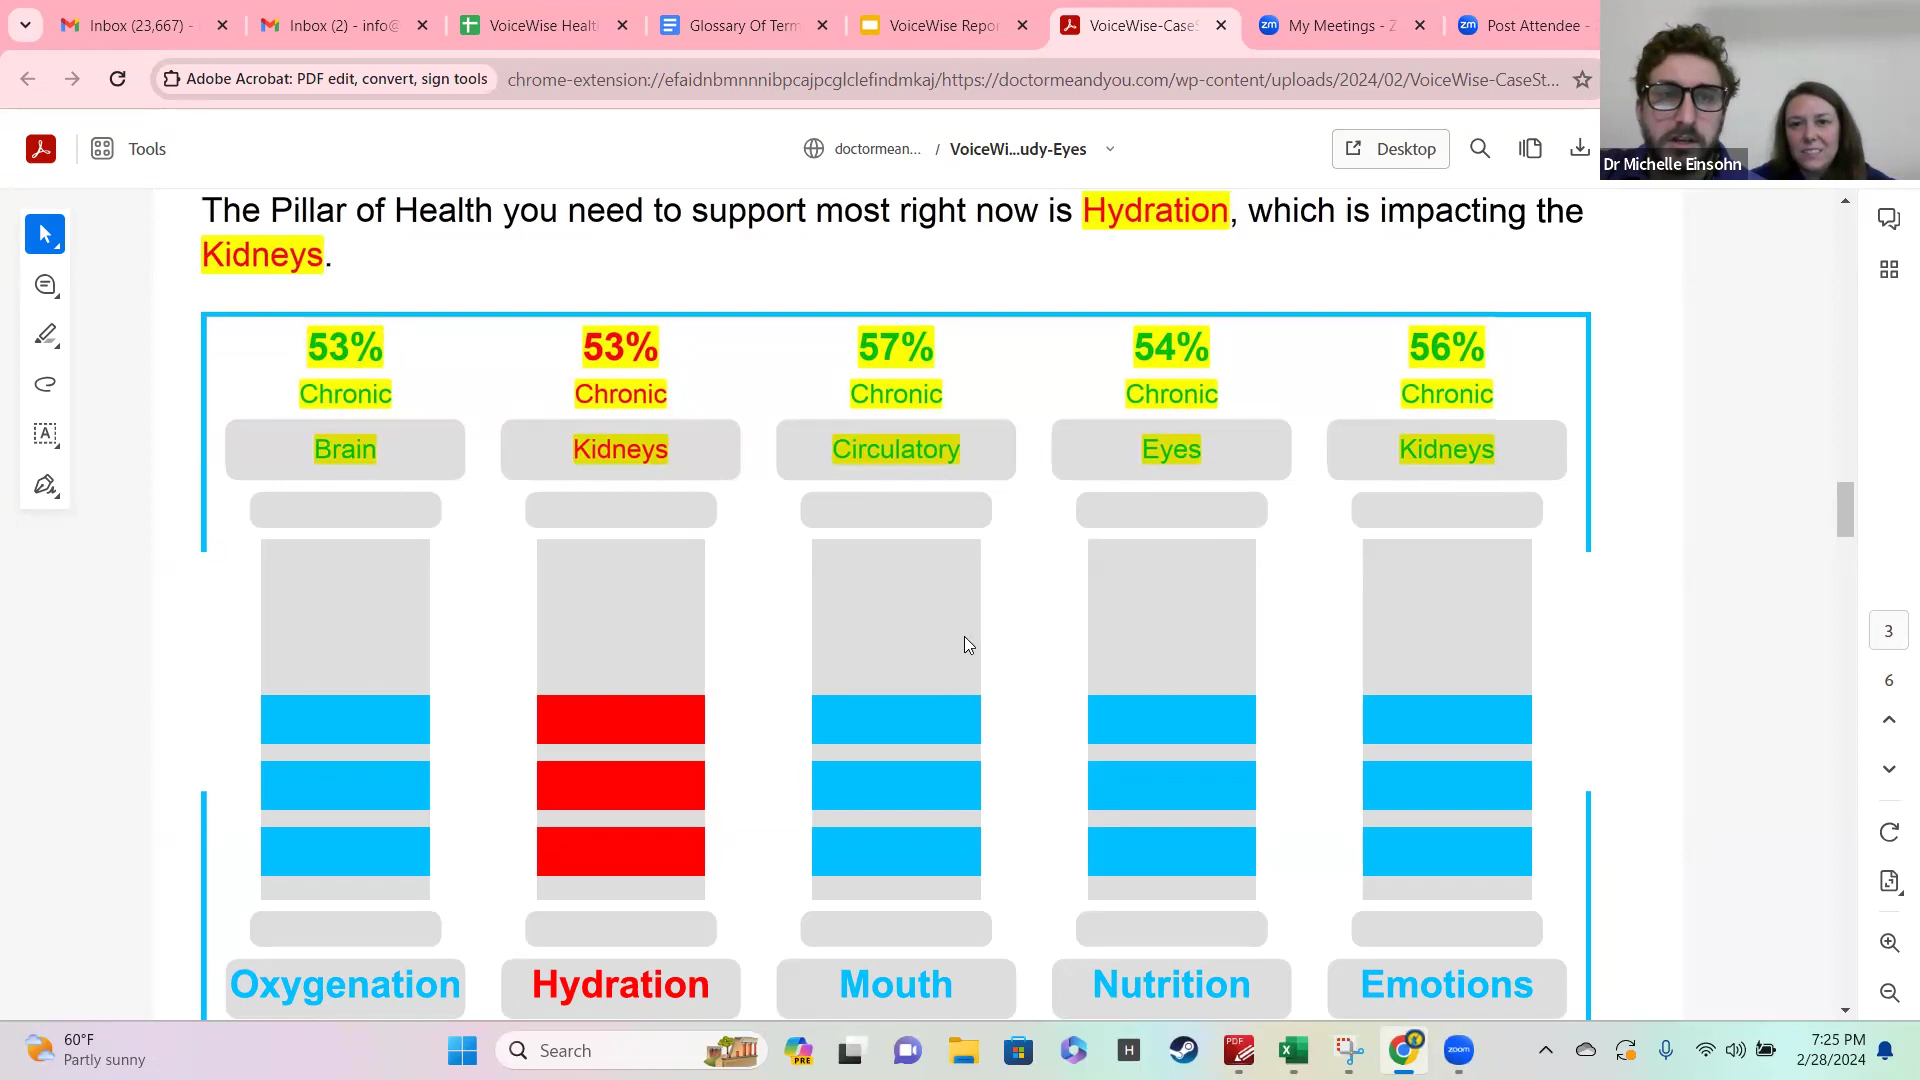 Inbox (23,667) -
Inbox (2) - info@
VoiceWise Healt
Glossary Of Term
VoiceWise Repor
VoiceWise-CaseS
My Meetings - Z
Post Attendee -
Adobe Acrobat: PDF edit, convert, sign tools
chrome-extension://efaidnbmnnnibpcajpcglclefindmkaj/https://doctormeandyou.com/wp-content/uploads/2024/02/VoiceWise-CaseSt...
Tools
doctormean... / VoiceWi...udy-Eyes
Desktop
Dr Michelle Einsohn
The Pillar of Health you need to support most right now is Hydration, which is impacting the
Kidneys.
53% 53% 57% 54% 56%
Chronic Chronic Chronic Chronic Chronic
Brain Kidneys Circulatory Eyes Kidneys
3
6
Oxygenation Hydration Mouth Nutrition Emotions
60°F
Partly sunny
Search
PRE
H
PDF
zoom
7:25 PM
2/28/2024